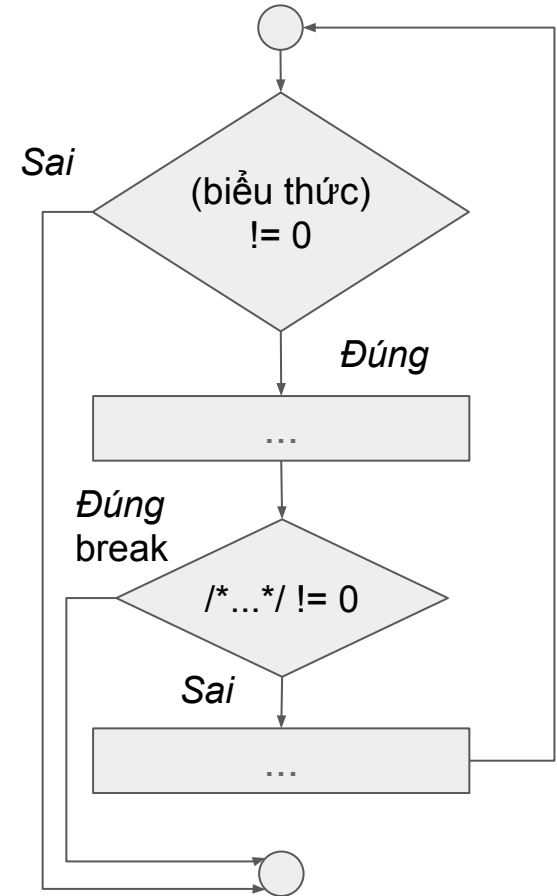 Sai
(biểu thức)
!= 0
Đúng
...
Đúng
break
/*...*/ != 0
Sai
...